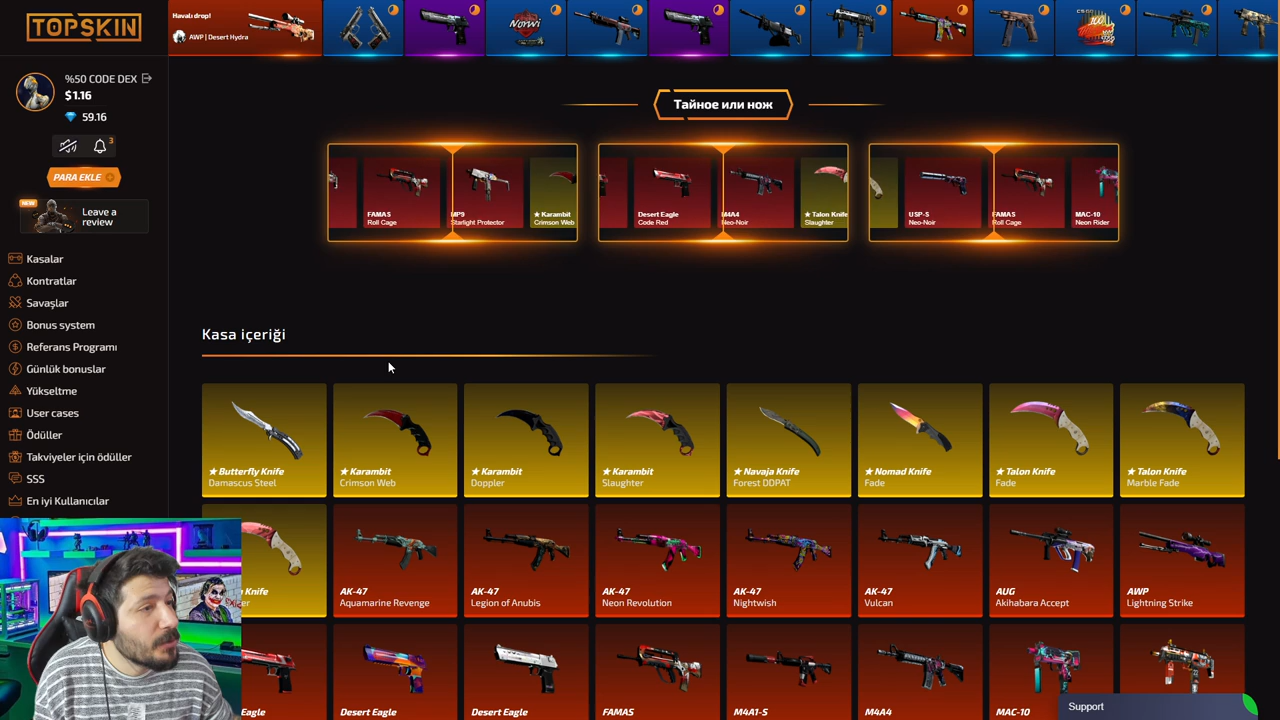 TOPSKIN
Havalı drop!
AWP | Desert Hydra
Norwi
100
%50 CODE DEX
$1.16
59.16
3
PARA EKLE
NEW
Leave a
review
Kasalar
Kontratlar
Savaşlar
Bonus system
Referans Programı
Günlük bonuslar
Yükseltme
User cases
Ödüller
Takviyeler için ödüller
SSS
En iyi Kullanıcılar
Тайное или нож
FAMAS
Roll Cage
MP9
Starlight Protector
★ Karambit
Crimson Web
Desert Eagle
Code Red
M4A4
Neo-Noir
★ Talon Knife
Slaughter
USP-S
Neo-Noir
FAMAS
Roll Cage
MAC-10
Neon Rider
Kasa içeriği
★ Butterfly Knife
Damascus Steel
★ Karambit
Crimson Web
★ Karambit
Doppler
★ Karambit
Slaughter
★ Navaja Knife
Forest DDPAT
★ Nomad Knife
Fade
★ Talon Knife
Fade
★ Talon Knife
Marble Fade
Knife
AK-47
Aquamarine Revenge
AK-47
Legion of Anubis
AK-47
Neon Revolution
AK-47
Nightwish
AK-47
Vulcan
AUG
Akihabara Accept
AWP
Lightning Strike
Eagle
Desert Eagle
Desert Eagle
FAMAS
M4A1-S
M4A4
MAC-10
Support